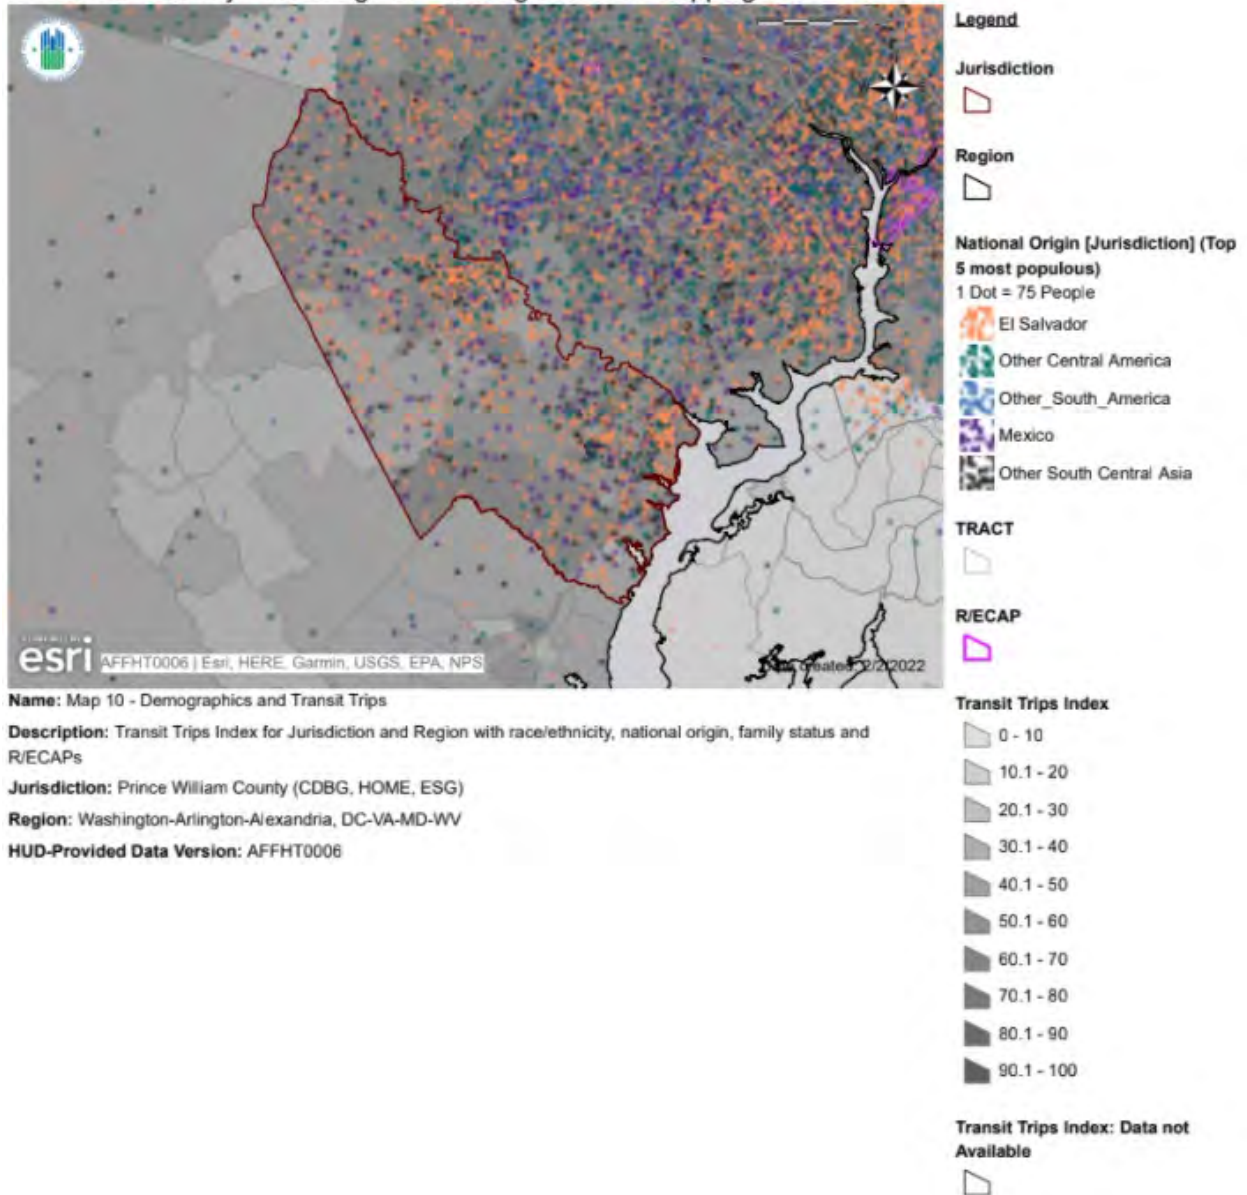 esri
AFFHT0006 | Esri, HERE, Garmin, USGS, EPA, NPS
created: 2/2/2022
Name: Map 10 - Demographics and Transit Trips
Description: Transit Trips Index for Jurisdiction and Region with race/ethnicity, national origin, family status and
R/ECAPs
Jurisdiction: Prince William County (CDBG, HOME, ESG)
Region: Washington-Arlington-Alexandria, DC-VA-MD-WV
HUD-Provided Data Version: AFFHT0006
Legend
Jurisdiction
Region
National Origin [Jurisdiction] (Top
5 most populous)
1 Dot = 75 People
El Salvador
Other Central America
Other_South_America
Mexico
Other South Central Asia
TRACT
R/ECAP
Transit Trips Index
0 - 10
10.1 - 20
20.1 - 30
30.1 - 40
40.1 - 50
50.1 - 60
60.1 - 70
70.1 - 80
80.1 - 90
90.1 - 100
Transit Trips Index: Data not
Available